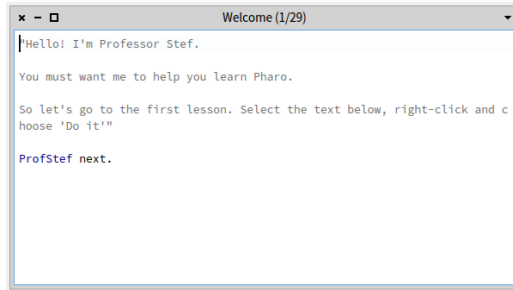 Welcome (1/29)
"Hello! I'm Professor Stef.
You must want me to help you learn Pharo.
So let's go to the first lesson. Select the text below, right-click and c
hoose 'Do it'"
ProfStef next.